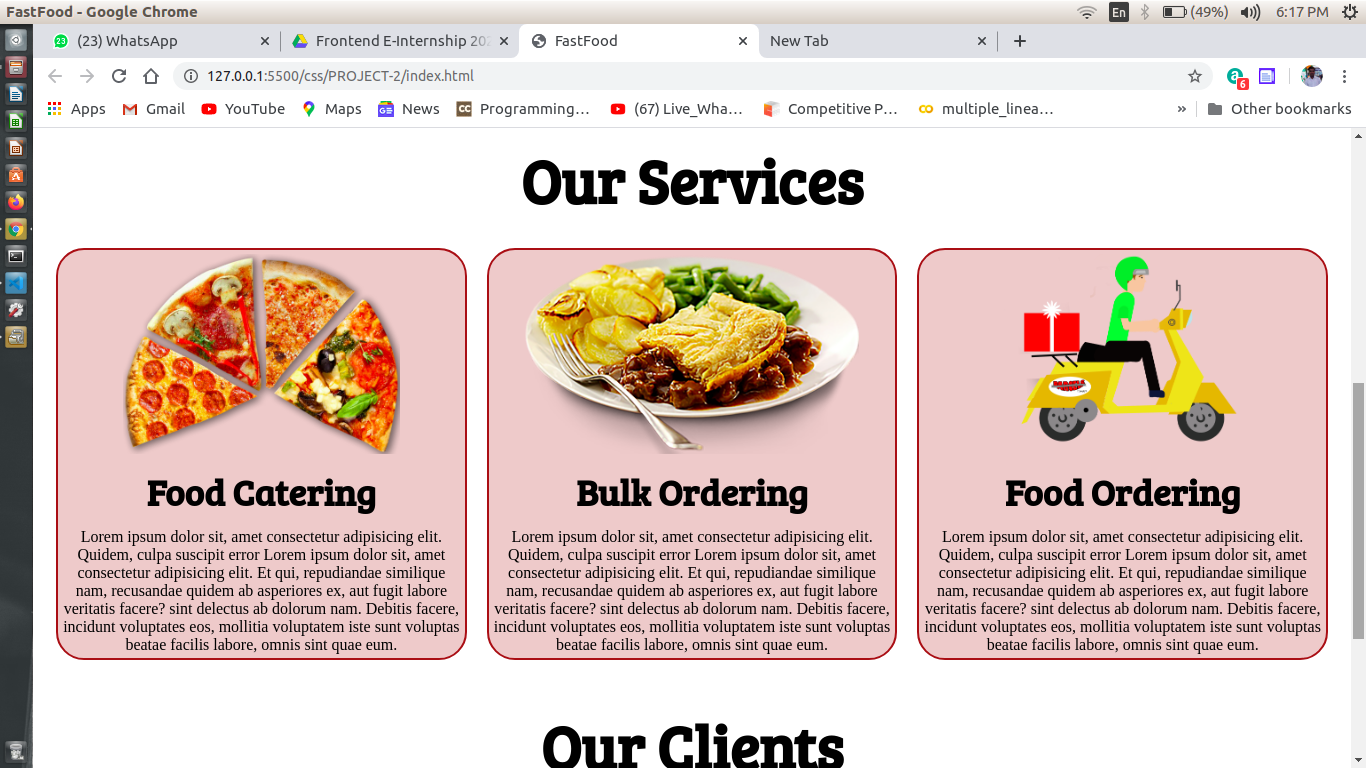 FastFood - Google Chrome
En (49%) 6:17 PM
(23) WhatsApp
Frontend E-Internship 20
FastFood
New Tab
127.0.0.1:5500/css/PROJECT-2/index.html
6
Apps
Gmail
YouTube
Maps
News
CC Programming…
(67) Live_Wha…
Competitive P…
multiple_linea…
» Other bookmarks
Our Services
Food Catering
Lorem ipsum dolor sit, amet consectetur adipisicing elit.
Quidem, culpa suscipit error Lorem ipsum dolor sit, amet
consectetur adipisicing elit. Et qui, repudiandae similique
nam, recusandae quidem ab asperiores ex, aut fugit labore
veritatis facere? sint delectus ab dolorum nam. Debitis facere,
incidunt voluptates eos, mollitia voluptatem iste sunt voluptas
beatae facilis labore, omnis sint quae eum.
Bulk Ordering
Lorem ipsum dolor sit, amet consectetur adipisicing elit.
Quidem, culpa suscipit error Lorem ipsum dolor sit, amet
consectetur adipisicing elit. Et qui, repudiandae similique
nam, recusandae quidem ab asperiores ex, aut fugit labore
veritatis facere? sint delectus ab dolorum nam. Debitis facere,
incidunt voluptates eos, mollitia voluptatem iste sunt voluptas
beatae facilis labore, omnis sint quae eum.
Food Ordering
Lorem ipsum dolor sit, amet consectetur adipisicing elit.
Quidem, culpa suscipit error Lorem ipsum dolor sit, amet
consectetur adipisicing elit. Et qui, repudiandae similique
nam, recusandae quidem ab asperiores ex, aut fugit labore
veritatis facere? sint delectus ab dolorum nam. Debitis facere,
incidunt voluptates eos, mollitia voluptatem iste sunt voluptas
beatae facilis labore, omnis sint quae eum.
Our Clients